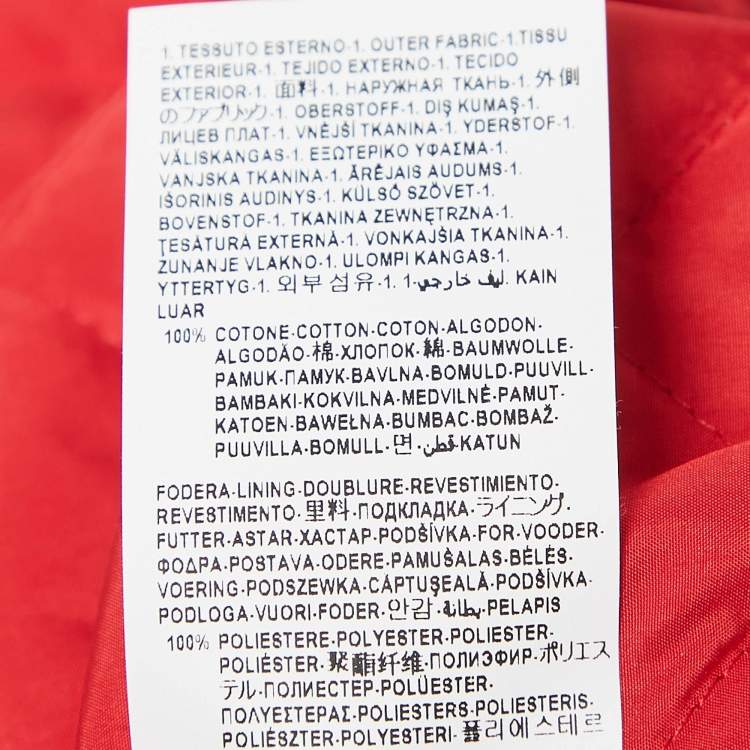 1. TESSUTO ESTERNO-1. OUTER FABRIC-1.TISSU
EXTERIEUR-1. TEJIDO EXTERNO-1. TECIDO
EXTERIOR-1. 面料-1. НАРУЖНАЯ ТКАНЬ-1. 外側
のファブリック-1. OBERSTOFF-1. DIŞ KUMAŞ-1.
ЛИЦЕВ ПЛАТ-1. VNĚJŠÍ TKANINA-1. YDERSTOF-1.
VÄLISKANGAS-1. ΕΞΩΤΕΡΙΚΟ ΥΦΑΣΜΑ-1.
VANJSKA TKANINA-1. ĀRĒJAIS AUDUMS-1.
IŠORINIS AUDINYS-1. KÜLSŐ SZÖVET-1.
BOVENSTOF-1. TKANINA ZEWNĘTRZNA-1.
ȚESĂTURĂ EXTERNĂ-1. VONKAJŠIA TKANINA-1.
ZUNANJE VLAKNO-1. ULOMPI KANGAS-1.
YTTERTYG-1. 외부 섬유-1. ليف خارجي-1. KAIN
LUAR
100% COTONE-COTTON-COTON-ALGODON-
ALGODÃO-棉-ХЛОПОК-綿-BAUMWOLLE-
PAMUK-ПАМУК-BAVLNA-BOMULD-PUUVILL-
BAMBAKI-KOKVILNA-MEDVILNĖ-PAMUT-
KATOEN-BAWEŁNA-BUMBAC-BOMBAŽ-
PUUVILLA-BOMULL-면-قطن-KATUN
FODERA-LINING-DOUBLURE-REVESTIMIENTO-
REVESTIMENTO-里料-ПОДКЛАДКА-ライニング-
FUTTER-ASTAR-ХАСТАР-PODŠÍVKA-FOR-VOODER-
ΦΟΔΡΑ-POSTAVA-ODERE-PAMUŠALAS-BÉLÉS-
VOERING-PODSZEWKA-CĂPTUŞEALĂ-PODŠÍVKA-
PODLOGA-VUORI-FODER-안감-بطانة-PELAPIS
100% POLIESTERE-POLYESTER-POLYESTER-
POLIÉSTER-聚酯纤维-ПОЛИЭФИР-ポリエス
テル-ПОЛИЕСТЕР-POLÜESTER-
ΠΟΛΥΕΣΤΕΡΑΣ-POLIESTERS-POLIESTERIS-
POLIÉSZTER-POLIESTERI-폴리에스테르